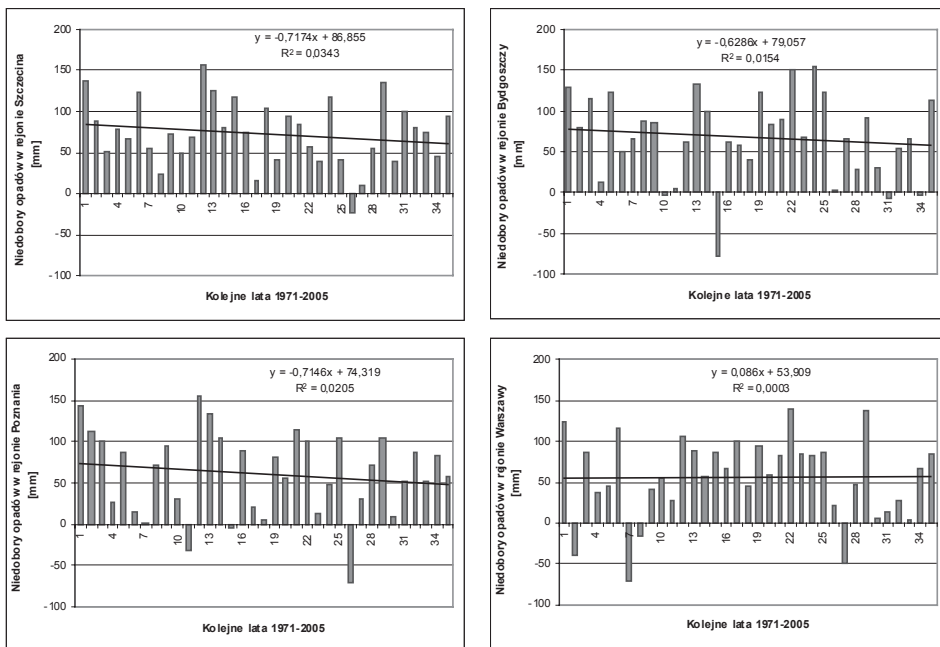 Niedobory opadów w rejonie Szczecina
[mm]
200
150
100
50
0
-50
-100
y = -0,7174x + 86,855
R² = 0,0343
1 4 7 10 13 16 19 22 25 28 31 34
Kolejne lata 1971-2005
Niedobory opadów w rejonie Bydgoszczy
[mm]
200
150
100
50
0
-50
-100
y = -0,6286x + 79,057
R² = 0,0154
1 4 7 10 13 16 19 22 25 28 31 34
Kolejne lata 1971-2005
Niedobory opadów w rejonie Poznania
[mm]
200
150
100
50
0
-50
-100
y = -0,7146x + 74,319
R² = 0,0205
1 4 7 10 13 16 19 22 25 28 31 34
Kolejne lata 1971-2005
Niedobory opadów w rejonie Warszawy
[mm]
200
150
100
50
0
-50
-100
y = 0,086x + 53,909
R² = 0,0003
1 4 7 10 13 16 19 22 25 28 31 34
Kolejne lata 1971-2005